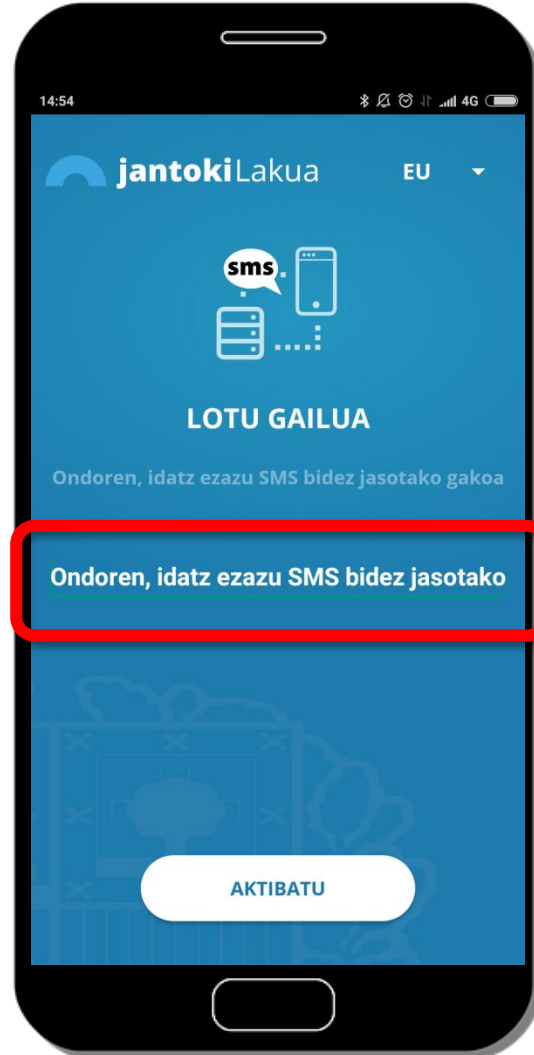 14:54
4G
jantokiLakua
EU
sms
LOTU GAILUA
Ondoren, idatz ezazu SMS bidez jasotako gakoa
Ondoren, idatz ezazu SMS bidez jasotako
AKTIBATU